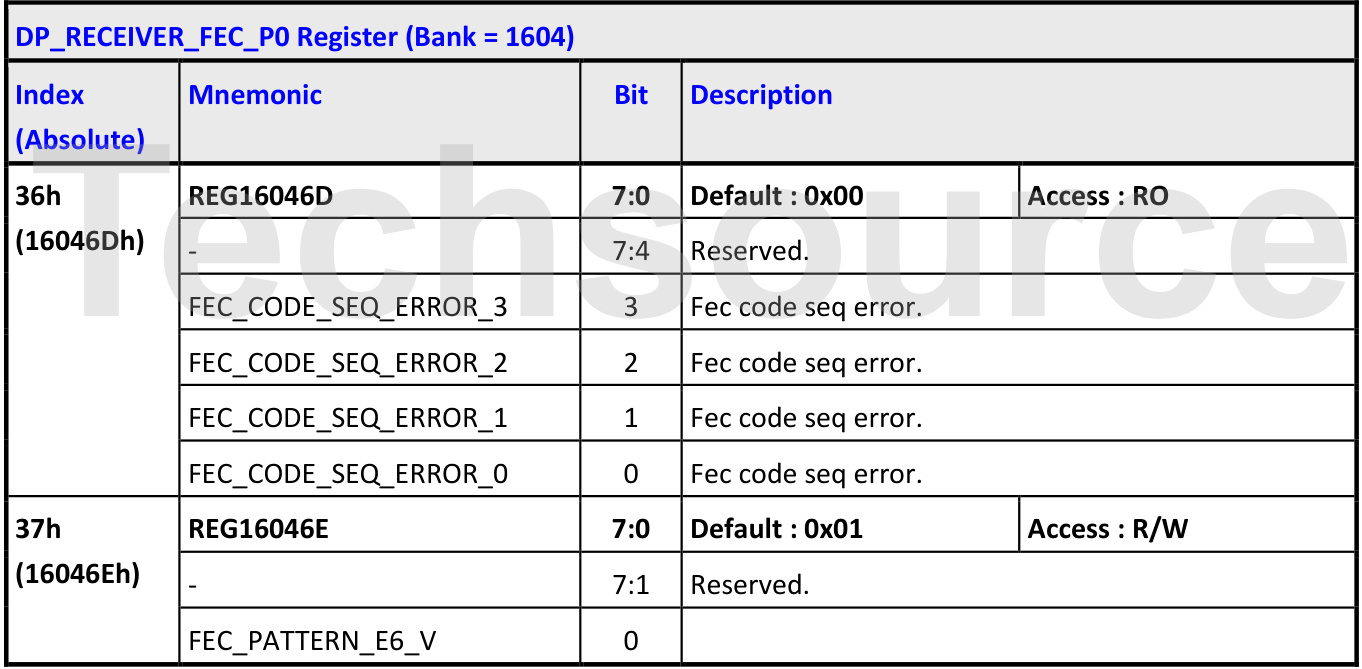 DP_RECEIVER_FEC_P0 Register (Bank = 1604)
Index (Absolute) Mnemonic Bit Description
36h (16046Dh) REG16046D 7:0 Default : 0x00 Access : RO
- 7:4 Reserved.
FEC_CODE_SEQ_ERROR_3 3 Fec code seq error.
FEC_CODE_SEQ_ERROR_2 2 Fec code seq error.
FEC_CODE_SEQ_ERROR_1 1 Fec code seq error.
FEC_CODE_SEQ_ERROR_0 0 Fec code seq error.
37h (16046Eh) REG16046E 7:0 Default : 0x01 Access : R/W
- 7:1 Reserved.
FEC_PATTERN_E6_V 0
Techsource